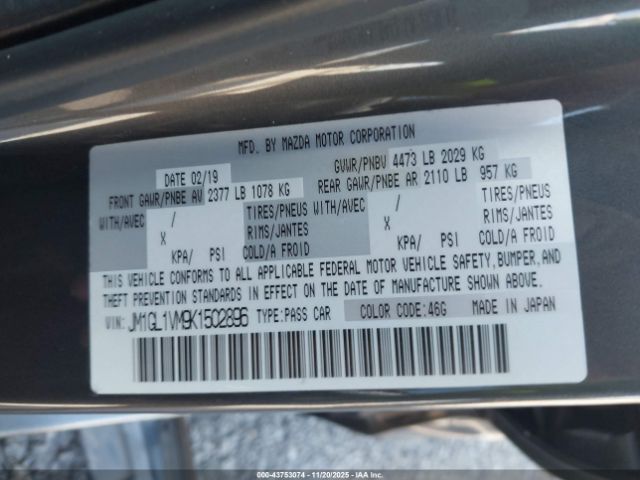 MFD. BY MAZDA MOTOR CORPORATION
DATE 02/19 GVWR/PNBV 4473 LB 2029 KG
FRONT GAWR/PNBE AV 2377 LB 1078 KG REAR GAWR/PNBE AR 2110 LB 957 KG
WITH/AVEC / TIRES/PNEUS WITH/AVEC / TIRES/PNEUS
X RIMS/JANTES X RIMS/JANTES
KPA/ PSI COLD/A FROID KPA/ PSI COLD/A FROID
THIS VEHICLE CONFORMS TO ALL APPLICABLE FEDERAL MOTOR VEHICLE SAFETY,BUMPER,AND
THEFT PREVENTION STANDARDS IN EFFECT ON THE DATE OF MANUFACTURE SHOWN ABOVE.
VIN: JM1GL1VM9K1502896 TYPE:PASS CAR COLOR CODE:46G MADE IN JAPAN
000-43753074 | 11/20/2025 - IAA Inc.